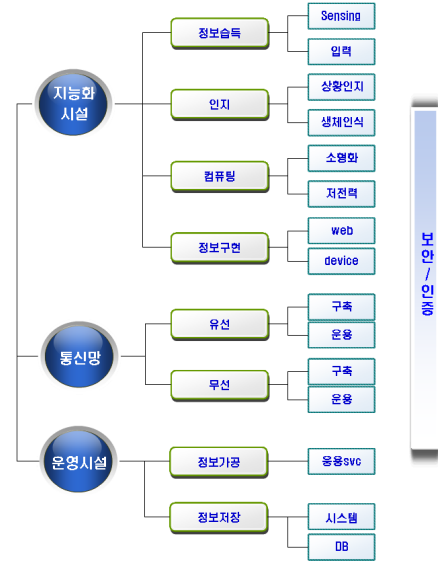 지능화
시설
정보습득
Sensing
입력
인지
상황인지
생체인식
컴퓨팅
소형화
저전력
정보구현
web
device
통신망
유선
구축
운용
무선
구축
운용
운영시설
정보가공
응용svc
정보저장
시스템
DB
보안/인증